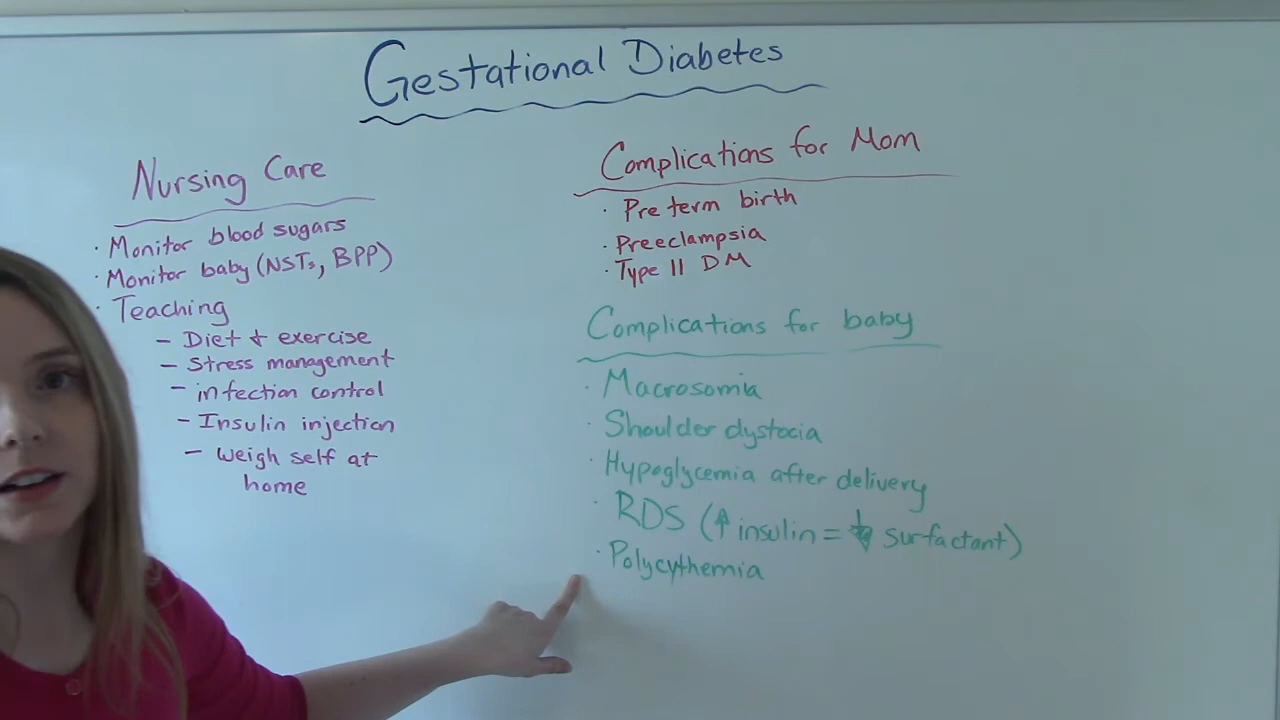 Gestational Diabetes
Nursing Care
· Monitor blood sugars
· Monitor baby (NSTs, BPP)
· Teaching
- Diet & exercise
- Stress management
- infection control
- Insulin injection
- Weigh self at
home
Complications for Mom
· Preterm birth
· Preeclampsia
· Type II DM
Complications for baby
· Macrosomia
· Shoulder dystocia
· Hypoglycemia after delivery
· RDS (↑ insulin = ↓ surfactant)
· Polycythemia